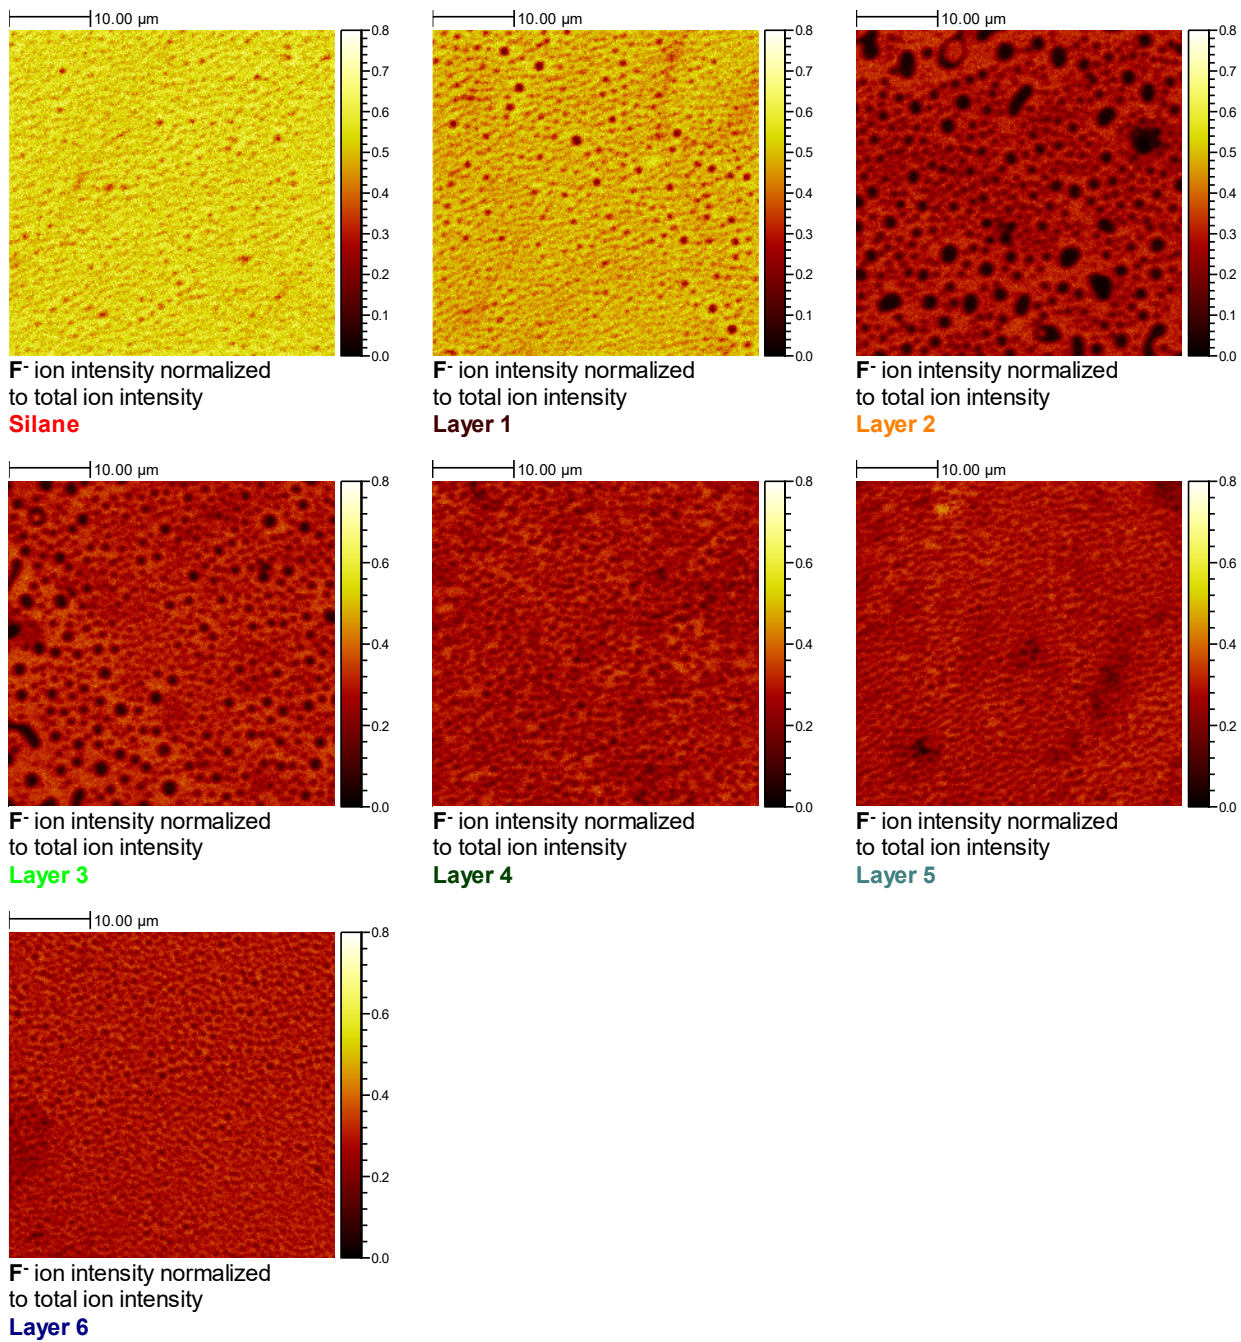 10.00 µm
0.8
0.7
0.6
0.5
0.4
0.3
0.2
0.1
0.0
F- ion intensity normalized
to total ion intensity
Silane
10.00 µm
0.8
0.7
0.6
0.5
0.4
0.3
0.2
0.1
0.0
F- ion intensity normalized
to total ion intensity
Layer 1
10.00 µm
0.8
0.7
0.6
0.5
0.4
0.3
0.2
0.1
0.0
F- ion intensity normalized
to total ion intensity
Layer 2
10.00 µm
0.8
0.6
0.4
0.2
0.0
F- ion intensity normalized
to total ion intensity
Layer 3
10.00 µm
0.8
0.6
0.4
0.2
0.0
F- ion intensity normalized
to total ion intensity
Layer 4
10.00 µm
0.8
0.6
0.4
0.2
0.0
F- ion intensity normalized
to total ion intensity
Layer 5
10.00 µm
0.8
0.6
0.4
0.2
0.0
F- ion intensity normalized
to total ion intensity
Layer 6